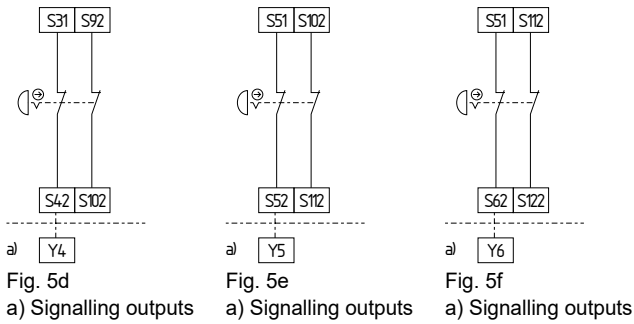 S31 S92 S51 S102 S51 S112
S42 S102 S52 S112 S62 S122
a) Y4 a) Y5 a) Y6
Fig. 5d Fig. 5e Fig. 5f
a) Signalling outputs a) Signalling outputs a) Signalling outputs